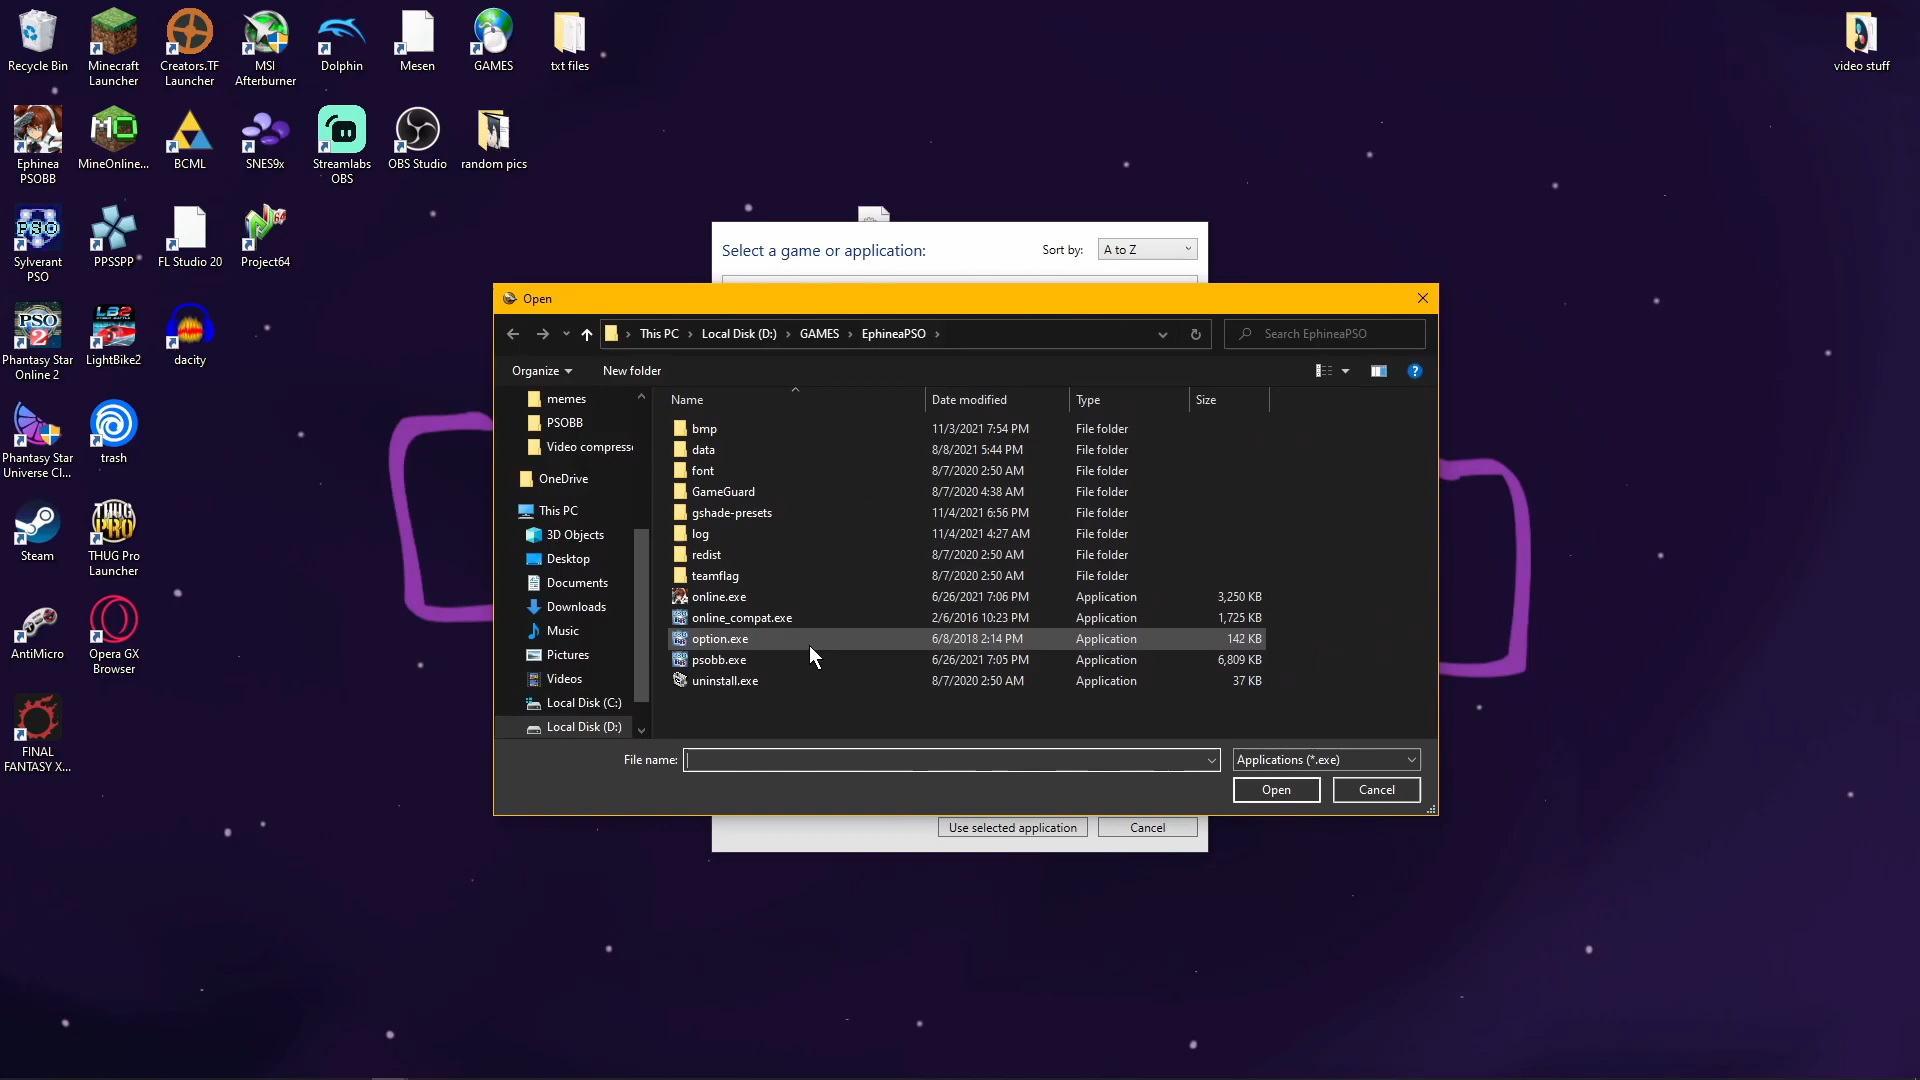 Recycle Bin
Minecraft
Launcher
Creators.TF
Launcher
MSI
Afterburner
Dolphin
Mesen
GAMES
txt files
video stuff
Ephinea
PSOBB
MineOnline...
BCML
SNES9x
Streamlabs
OBS
OBS Studio
random pics
Sylverant
PSO
PPSSPP
FL Studio 20
Project64
Phantasy Star
Online 2
LightBike2
dacity
Phantasy Star
Universe Cl...
trash
Steam
THUG Pro
Launcher
AntiMicro
Opera GX
Browser
FINAL
FANTASY X...
Select a game or application:
Sort by:
A to Z
Open
This PC
Local Disk (D:)
GAMES
EphineaPSO
Search EphineaPSO
Organize
New folder
memes
PSOBB
Video compress
OneDrive
This PC
3D Objects
Desktop
Documents
Downloads
Music
Pictures
Videos
Local Disk (C:)
Local Disk (D:)
Name Date modified Type Size
bmp 11/3/2021 7:54 PM File folder
data 8/8/2021 5:44 PM File folder
font 8/7/2020 2:50 AM File folder
GameGuard 8/7/2020 4:38 AM File folder
gshade-presets 11/4/2021 6:56 PM File folder
log 11/4/2021 4:27 AM File folder
redist 8/7/2020 2:50 AM File folder
teamflag 8/7/2020 2:50 AM File folder
online.exe 6/26/2021 7:06 PM Application 3,250 KB
online_compat.exe 2/6/2016 10:23 PM Application 1,725 KB
option.exe 6/8/2018 2:14 PM Application 142 KB
psobb.exe 6/26/2021 7:05 PM Application 6,809 KB
uninstall.exe 8/7/2020 2:50 AM Application 37 KB
File name:
Applications (*.exe)
Open
Cancel
Use selected application
Cancel